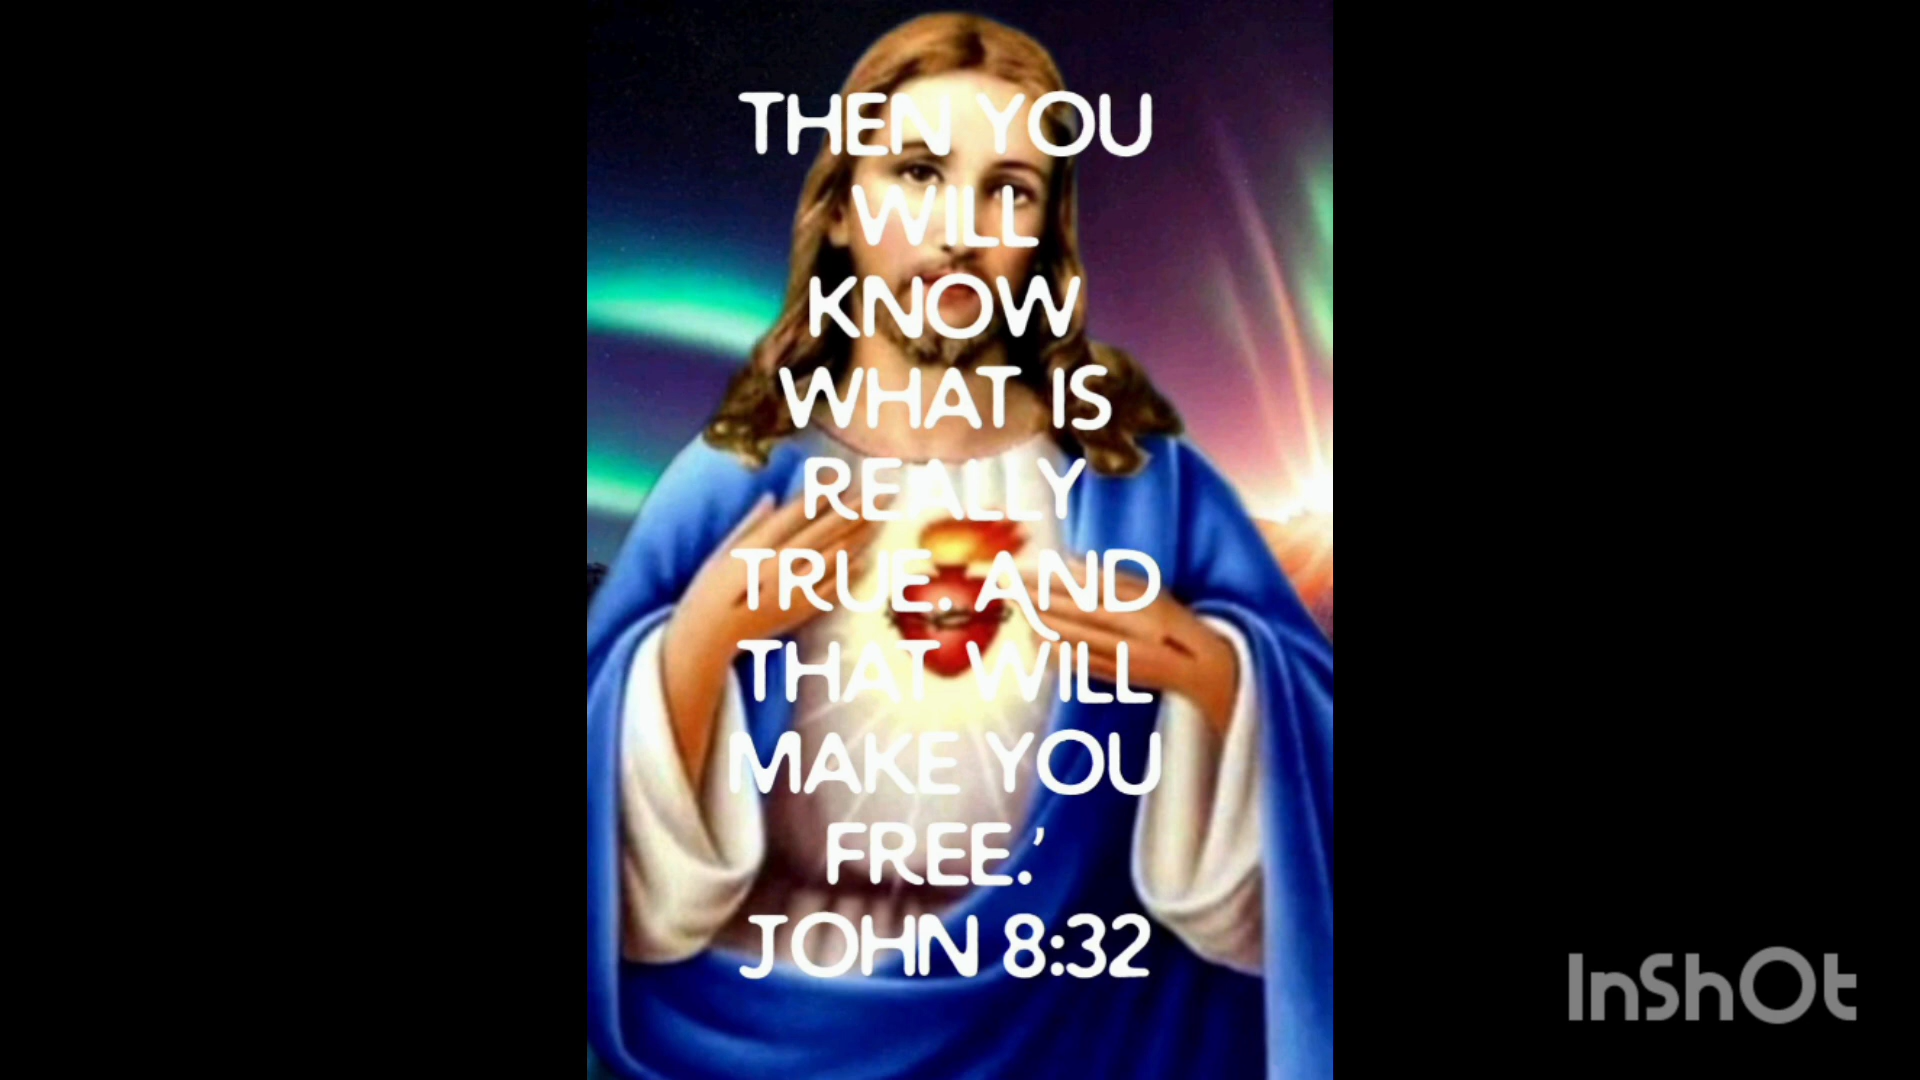 THEN YOU
WILL
KNOW
WHAT IS
REALLY
TRUE. AND
THAT WILL
MAKE YOU
FREE.'
JOHN 8:32
InShOt